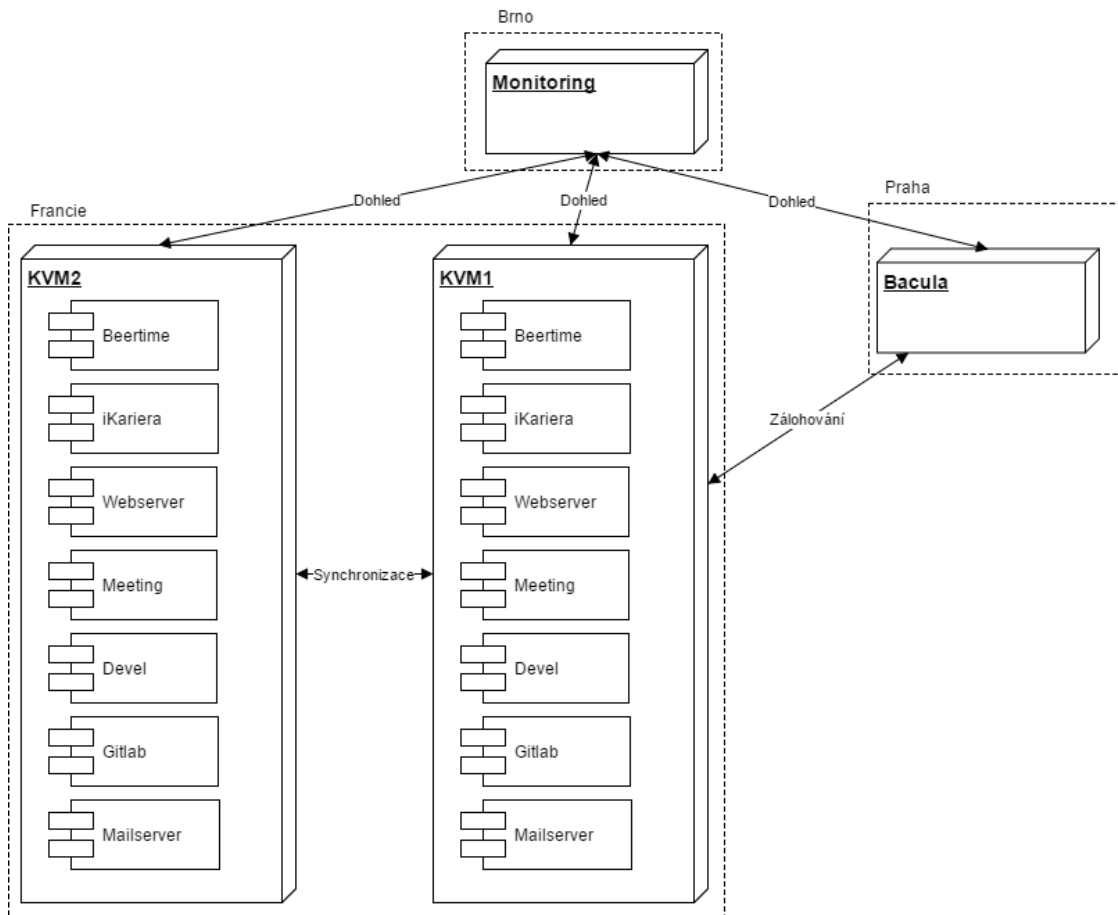 Brno
Monitoring
Dohled
Dohled
Dohled
Praha
Francie
Bacula
KVM2
KVM1
Beertime
Beertime
iKariera
iKariera
Zálohování
Webserver
Webserver
Meeting
Synchronizace
Meeting
Devel
Devel
Gitlab
Gitlab
Mailserver
Mailserver